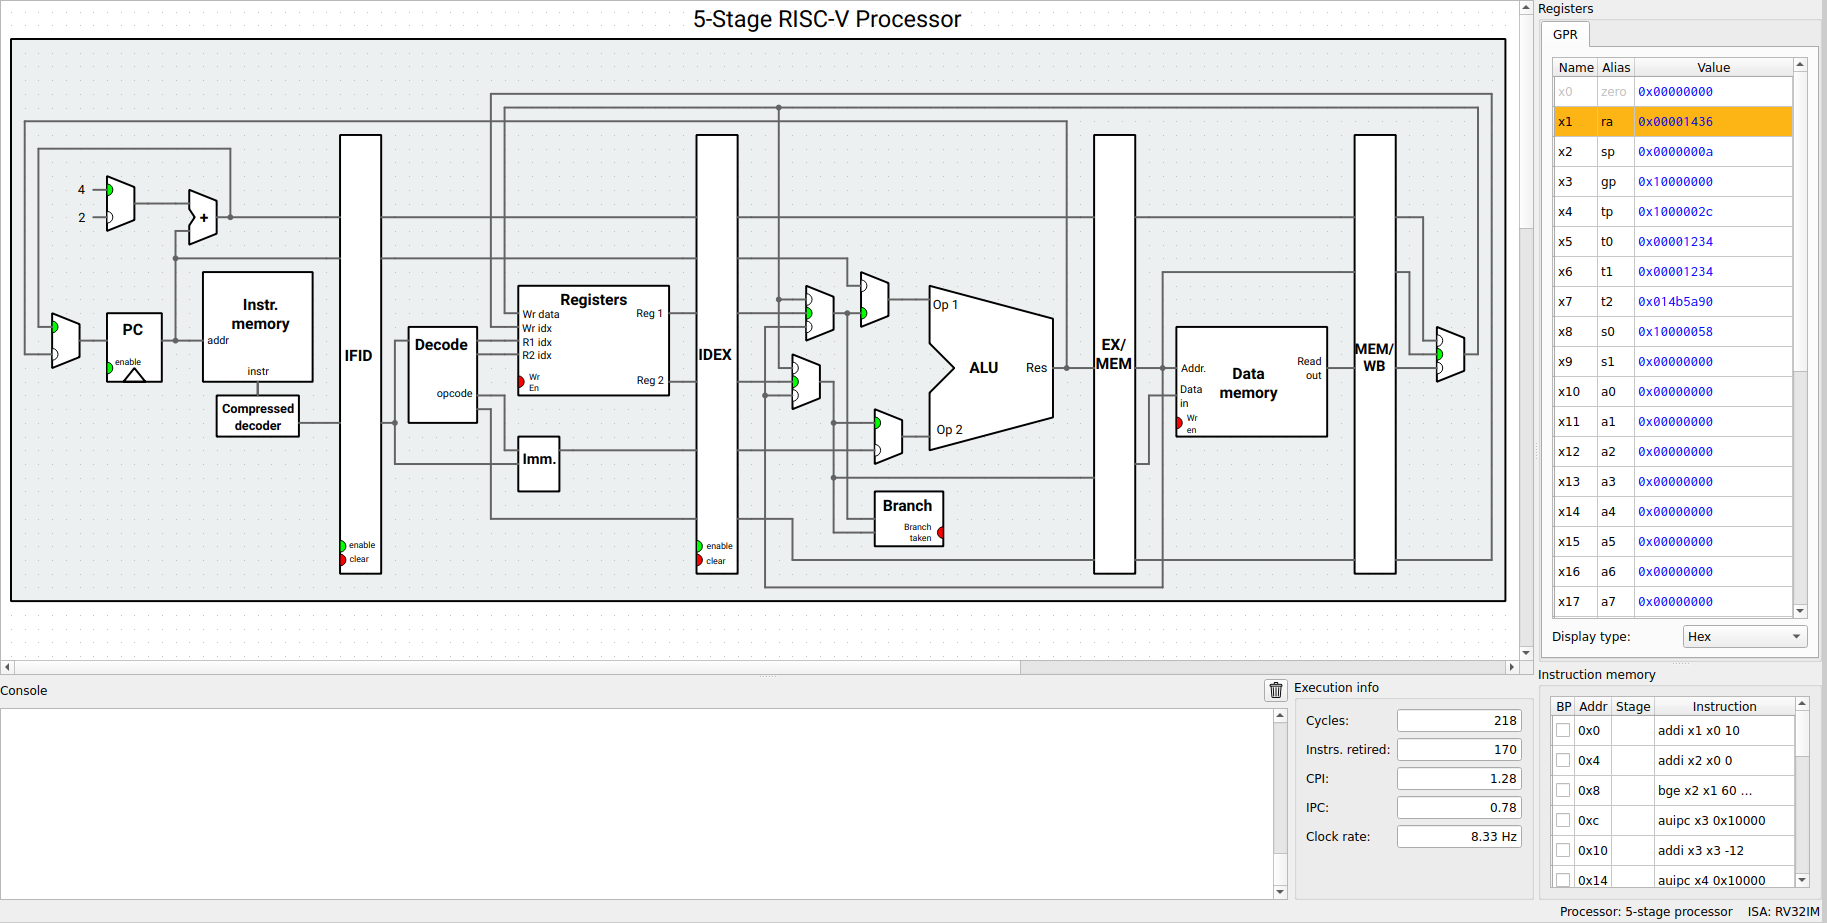 5-Stage RISC-V Processor
4
2
+
Instr.
memory
addr
instr
PC
enable
Compressed
decoder
IFID
enable
clear
Decode
opcode
Registers
Wr data
Wr idx
R1 idx
R2 idx
Wr
En
Reg 1
Reg 2
Imm.
IDEX
enable
clear
Op 1
ALU
Res
Op 2
Branch
Branch
taken
EX/
MEM
Addr.
Data
in
Wr
en
Data
memory
Read
out
MEM/
WB
Registers
GPR
Name Alias Value
x0 zero 0x00000000
x1 ra 0x00001436
x2 sp 0x0000000a
x3 gp 0x10000000
x4 tp 0x1000002c
x5 t0 0x00001234
x6 t1 0x00001234
x7 t2 0x014b5a90
x8 s0 0x10000058
x9 s1 0x00000000
x10 a0 0x00000000
x11 a1 0x00000000
x12 a2 0x00000000
x13 a3 0x00000000
x14 a4 0x00000000
x15 a5 0x00000000
x16 a6 0x00000000
x17 a7 0x00000000
Display type: Hex
Console
Execution info
Cycles: 218
Instrs. retired: 170
CPI: 1.28
IPC: 0.78
Clock rate: 8.33 Hz
Instruction memory
BP Addr Stage Instruction
0x0 addi x1 x0 10
0x4 addi x2 x0 0
0x8 bge x2 x1 60 ...
0xc auipc x3 0x10000
0x10 addi x3 x3 -12
0x14 auipc x4 0x10000
Processor: 5-stage processor ISA: RV32IM